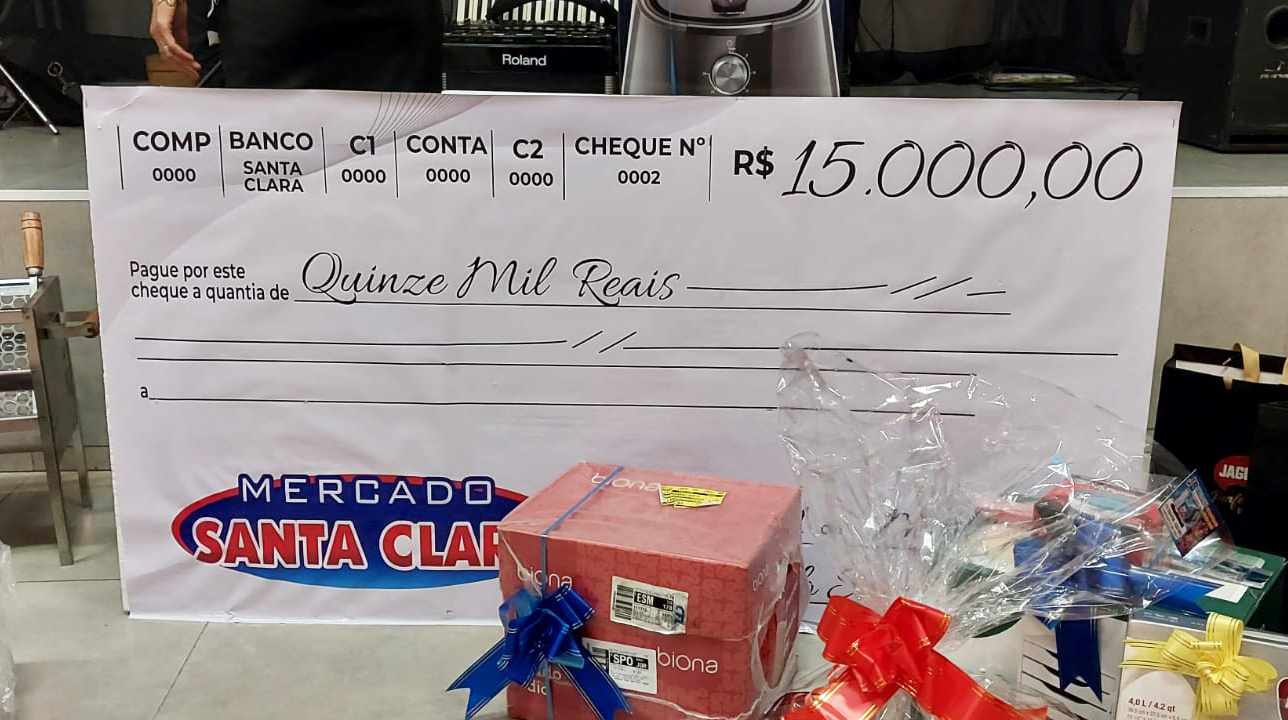 Roland
COMP BANCO C1 CONTA C2 CHEQUE Nº R$ 15.000,00
0000 SANTA CLARA 0000 0000 0000 0002
Pague por este
cheque a quantia de Quinze Mil Reais
a
MERCADO
SANTA CLAR
biona
biona
biona
ESM
SPO
JAGU
4,0 L / 4.2 qt